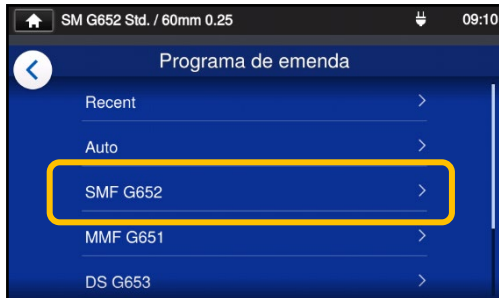 SM G652 Std. / 60mm 0.25 09:10
Programa de emenda
Recent
Auto
SMF G652
MMF G651
DS G653